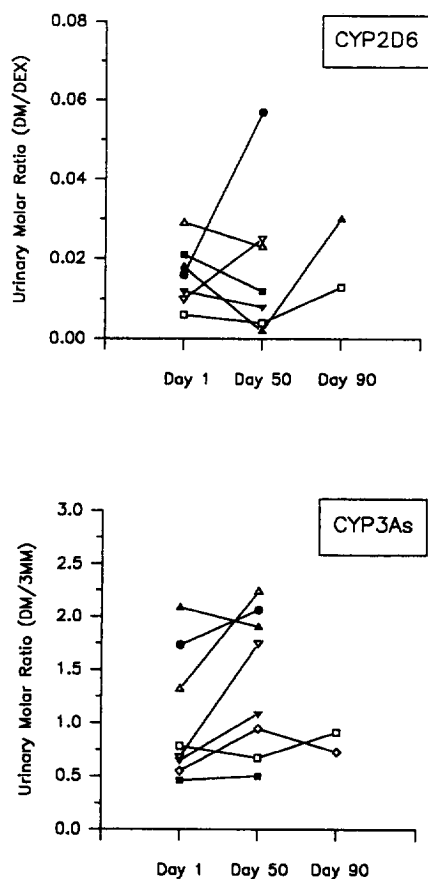 CYP2D6
Urinary Molar Ratio (DM/DEX)
0.08
0.06
0.04
0.02
0.00
Day 1 Day 50 Day 90
CYP3As
Urinary Molar Ratio (DM/3MM)
3.0
2.5
2.0
1.5
1.0
0.5
0.0
Day 1 Day 50 Day 90